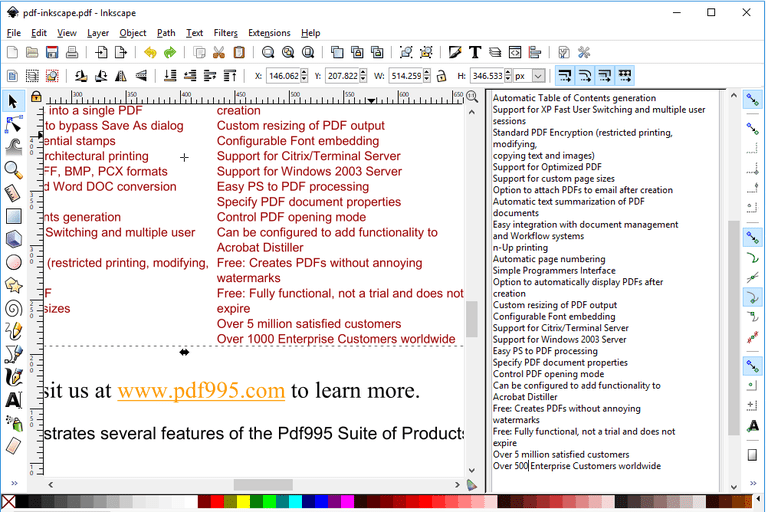 pdf-inkscape.pdf - Inkscape
File Edit View Layer Object Path Text Filters Extensions Help
X: 146.062 Y: 207.822 W: 514.259 H: 346.533 px
300 350 400 450 500 550 600 650
into a single PDF
creation
to bypass Save As dialog
Custom resizing of PDF output
ential stamps
Configurable Font embedding
rchitectural printing
Support for Citrix/Terminal Server
FF, BMP, PCX formats
Support for Windows 2003 Server
d Word DOC conversion
Easy PS to PDF processing
Specify PDF document properties
nts generation
Control PDF opening mode
Switching and multiple user
Can be configured to add functionality to
Acrobat Distiller
(restricted printing, modifying,
Free: Creates PDFs without annoying
watermarks
F
Free: Fully functional, not a trial and does not
sizes
expire
Over 5 million satisfied customers
Over 1000 Enterprise Customers worldwide
sit us at www.pdf995.com to learn more.
strates several features of the Pdf995 Suite of Products
Automatic Table of Contents generation
Support for XP Fast User Switching and multiple user
sessions
Standard PDF Encryption (restricted printing,
modifying,
copying text and images)
Support for Optimized PDF
Support for custom page sizes
Option to attach PDFs to email after creation
Automatic text summarization of PDF
documents
Easy integration with document management
and Workflow systems
n-Up printing
Automatic page numbering
Simple Programmers Interface
Option to automatically display PDFs after
creation
Custom resizing of PDF output
Configurable Font embedding
Support for Citrix/Terminal Server
Support for Windows 2003 Server
Easy PS to PDF processing
Specify PDF document properties
Control PDF opening mode
Can be configured to add functionality to
Acrobat Distiller
Free: Creates PDFs without annoying
watermarks
Free: Fully functional, not a trial and does not
expire
Over 5 million satisfied customers
Over 500 Enterprise Customers worldwide